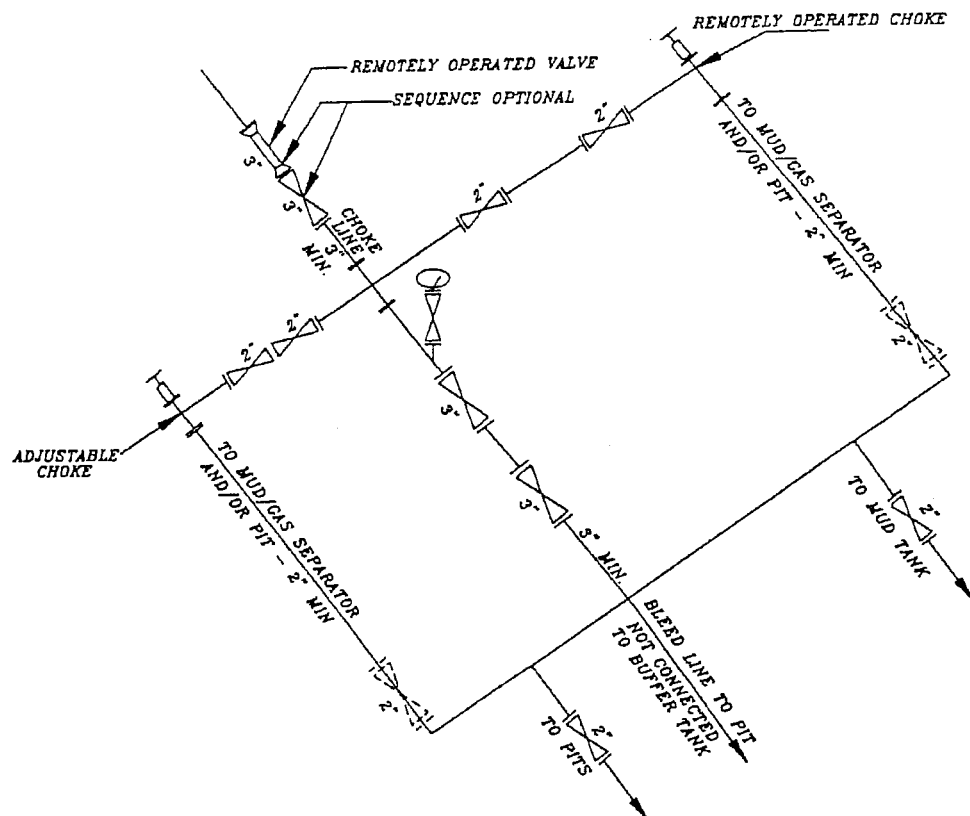 REMOTELY OPERATED CHOKE
REMOTELY OPERATED VALVE
SEQUENCE OPTIONAL
3"
3"
CHOKE
LINE
3"
MIN.
2"
2"
TO MUD/GAS SEPARATOR
AND/OR PIT - 2" MIN
2"
2"
2"
ADJUSTABLE
CHOKE
TO MUD/GAS SEPARATOR
AND/OR PIT - 2" MIN
2"
3"
3"
3" MIN.
BLEED LINE TO PIT
NOT CONNECTED
TO BUFFER TANK
2"
TO MUD TANK
2"
TO PITS